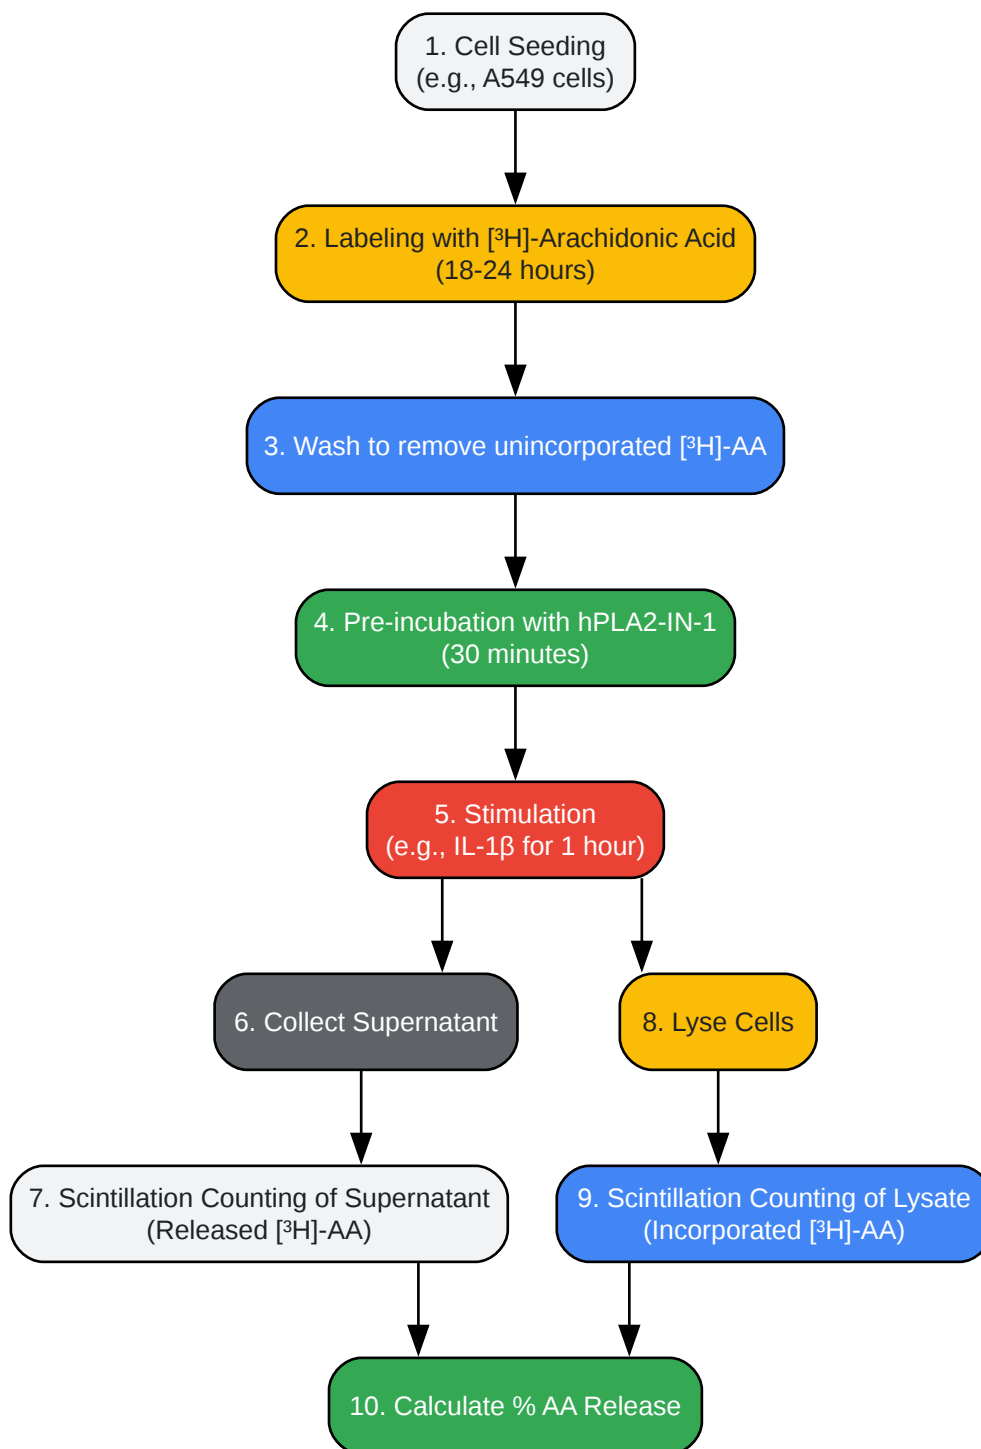 1. Cell Seeding
(e.g., A549 cells)
2. Labeling with [³H]-Arachidonic Acid
(18-24 hours)
3. Wash to remove unincorporated [³H]-AA
4. Pre-incubation with hPLA2-IN-1
(30 minutes)
5. Stimulation
(e.g., IL-1β for 1 hour)
6. Collect Supernatant
8. Lyse Cells
7. Scintillation Counting of Supernatant
(Released [³H]-AA)
9. Scintillation Counting of Lysate
(Incorporated [³H]-AA)
10. Calculate % AA Release